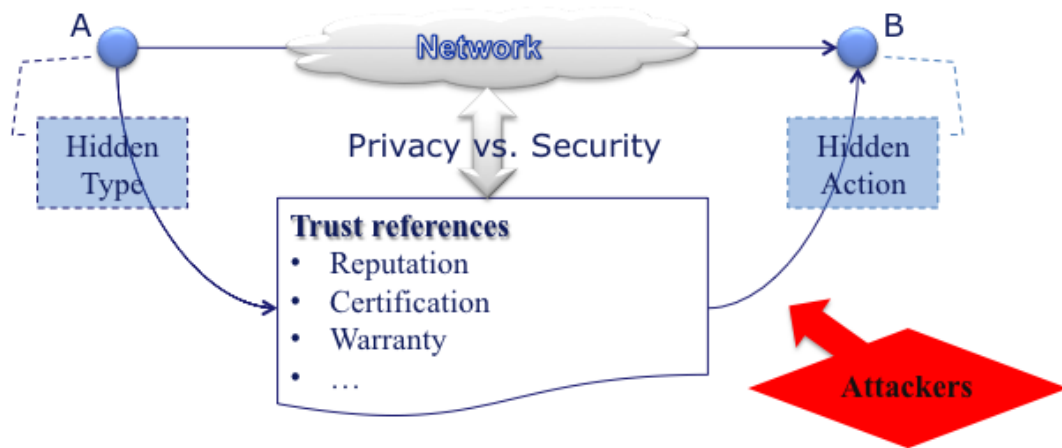 A
B
Network
Privacy vs. Security
Hidden
Type
Hidden
Action
Trust references
• Reputation
• Certification
• Warranty
• …
Attackers